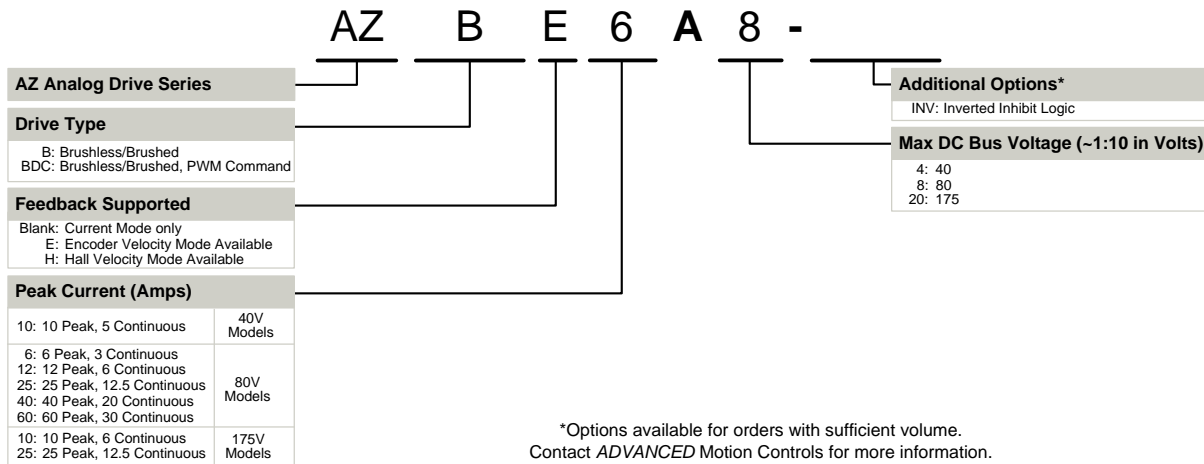 AZ B E 6 A 8 -
AZ Analog Drive Series
Drive Type
B: Brushless/Brushed
BDC: Brushless/Brushed, PWM Command
Feedback Supported
Blank: Current Mode only
E: Encoder Velocity Mode Available
H: Hall Velocity Mode Available
Peak Current (Amps)
10: 10 Peak, 5 Continuous
40V
Models
6: 6 Peak, 3 Continuous
12: 12 Peak, 6 Continuous
25: 25 Peak, 12.5 Continuous
40: 40 Peak, 20 Continuous
60: 60 Peak, 30 Continuous
80V
Models
10: 10 Peak, 6 Continuous
25: 25 Peak, 12.5 Continuous
175V
Models
Additional Options*
INV: Inverted Inhibit Logic
Max DC Bus Voltage (~1:10 in Volts)
4: 40
8: 80
20: 175
*Options available for orders with sufficient volume.
Contact ADVANCED Motion Controls for more information.